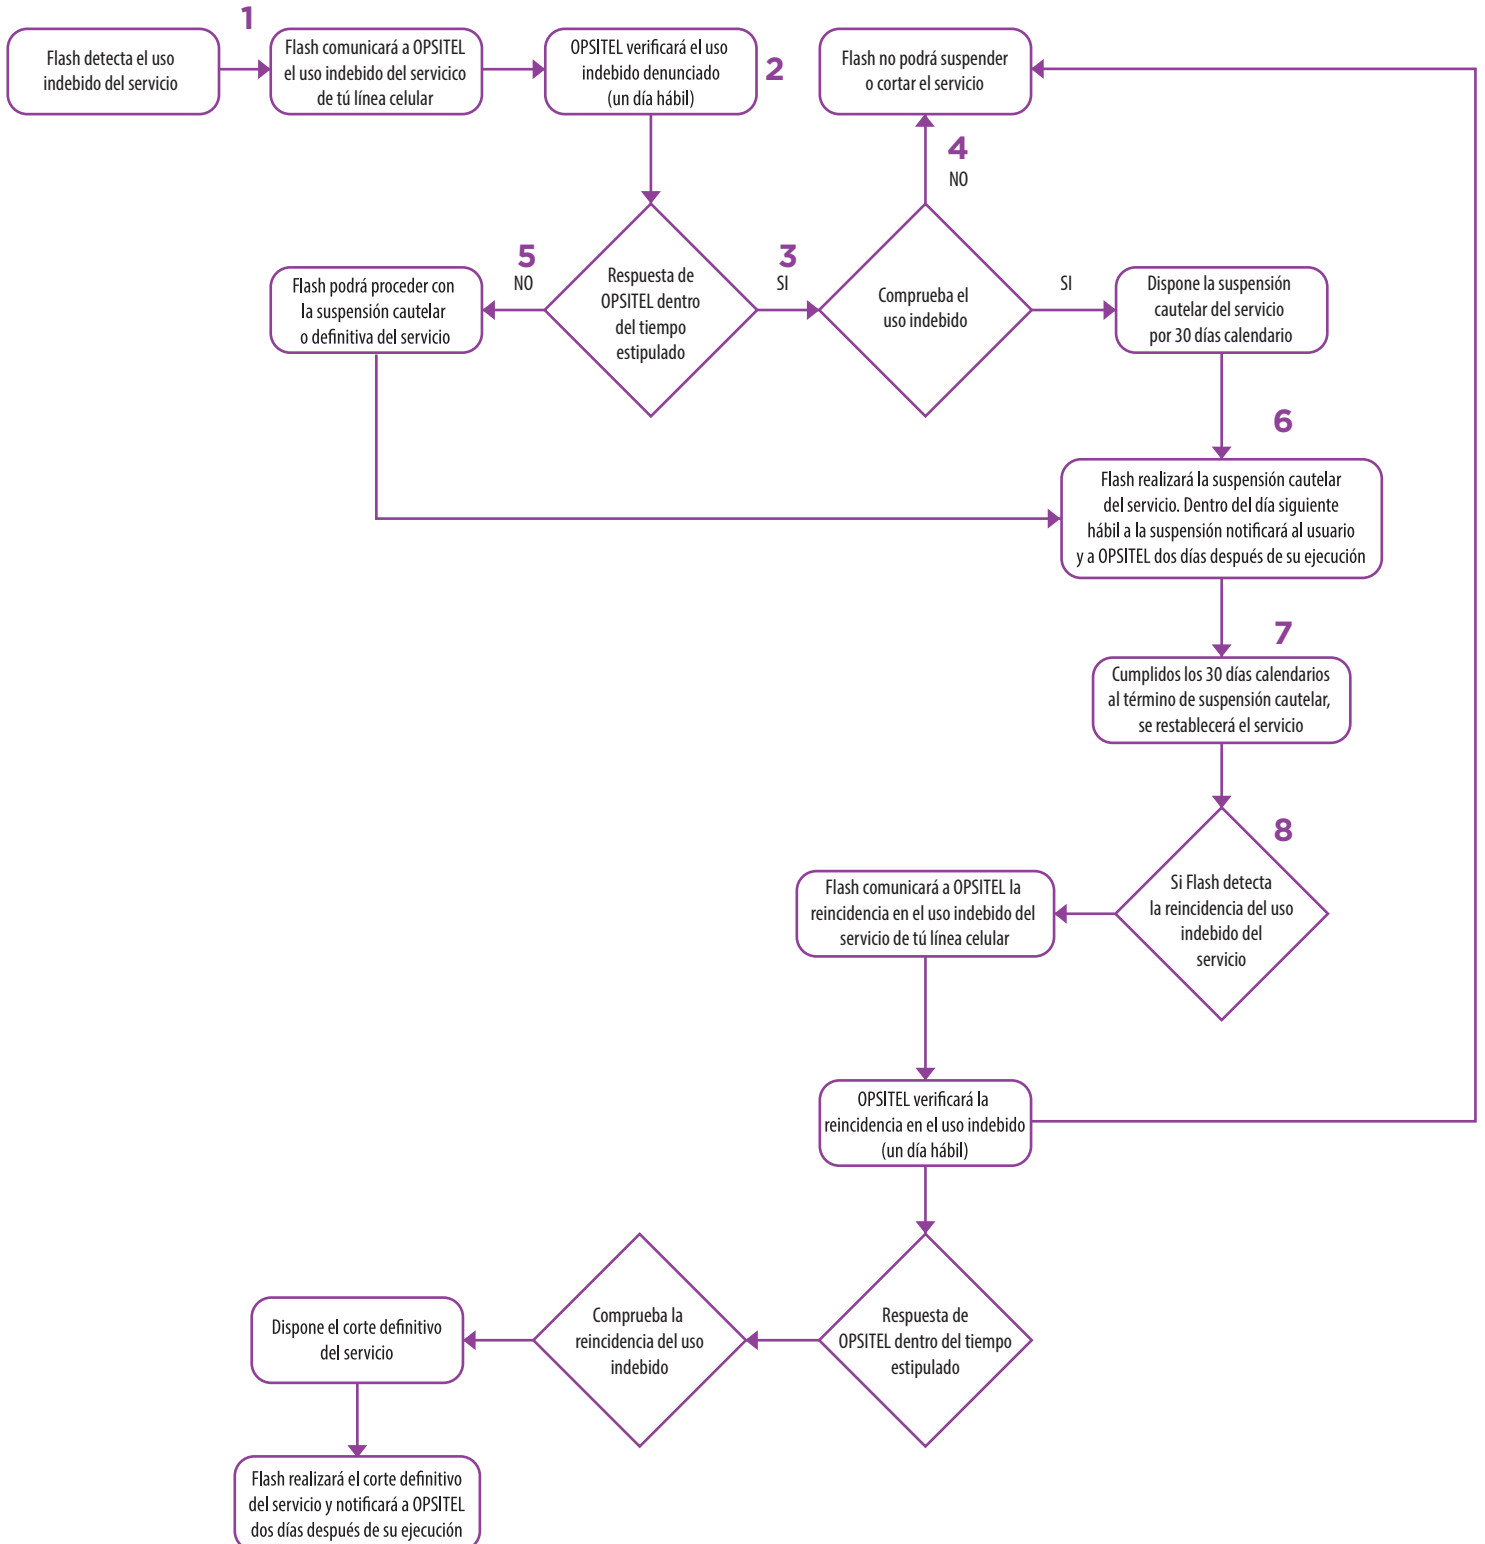 1
Flash detecta el uso
indebido del servicio
Flash comunicará a OPSITEL
el uso indebido del servicico
de tú línea celular
OPSITEL verificará el uso
indebido denunciado
(un día hábil)
2
Flash no podrá suspender
o cortar el servicio
4
NO
5
NO
Flash podrá proceder con
la suspensión cautelar
o definitiva del servicio
Respuesta de
OPSITEL dentro
del tiempo
estipulado
3
SI
Comprueba el
uso indebido
SI
Dispone la suspensión
cautelar del servicio
por 30 días calendario
6
Flash realizará la suspensión cautelar
del servicio. Dentro del día siguiente
hábil a la suspensión notificará al usuario
y a OPSITEL dos días después de su ejecución
7
Cumplidos los 30 días calendarios
al término de suspensión cautelar,
se restablecerá el servicio
8
Si Flash detecta
la reincidencia del uso
indebido del
servicio
Flash comunicará a OPSITEL la
reincidencia en el uso indebido del
servicio de tú línea celular
OPSITEL verificará la
reincidencia en el uso indebido
(un día hábil)
Respuesta de
OPSITEL dentro del tiempo
estipulado
Comprueba la
reincidencia del uso
indebido
Dispone el corte definitivo
del servicio
Flash realizará el corte definitivo
del servicio y notificará a OPSITEL
dos días después de su ejecución